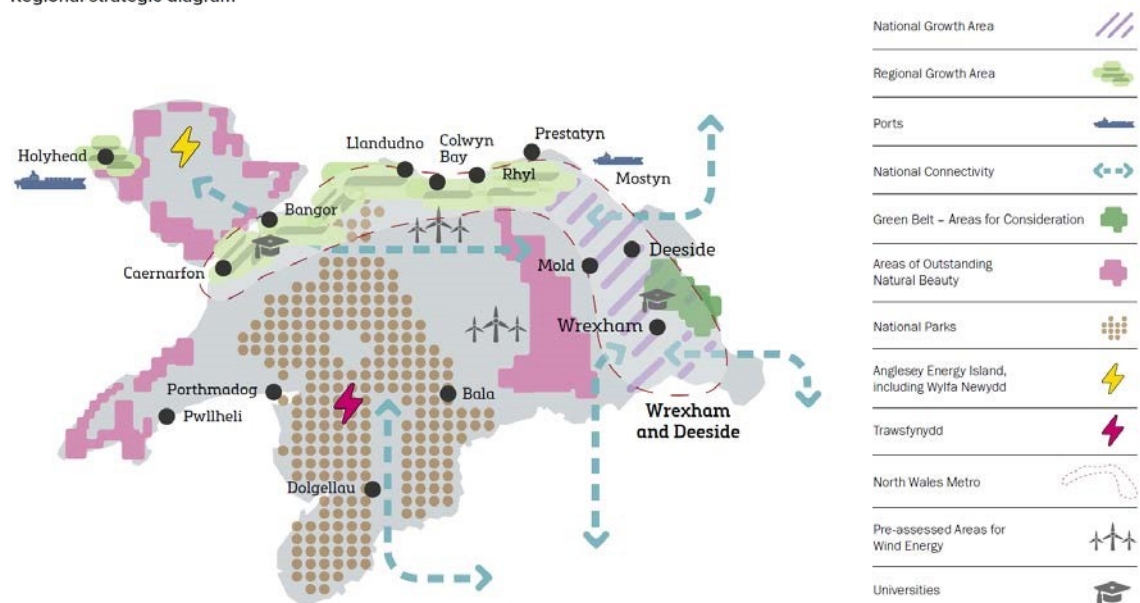 Regional strategic diagram
Holyhead
Llandudno
Colwyn
Bay
Prestatyn
Rhyl
Mostyn
Bangor
Caernarfon
Mold
Deeside
Wrexham
Porthmadog
Pwllheli
Bala
Wrexham
and Deeside
Dolgellau
National Growth Area
Regional Growth Area
Ports
National Connectivity
Green Belt – Areas for Consideration
Areas of Outstanding
Natural Beauty
National Parks
Anglesey Energy Island,
including Wylfa Newydd
Trawsfynydd
North Wales Metro
Pre-assessed Areas for
Wind Energy
Universities